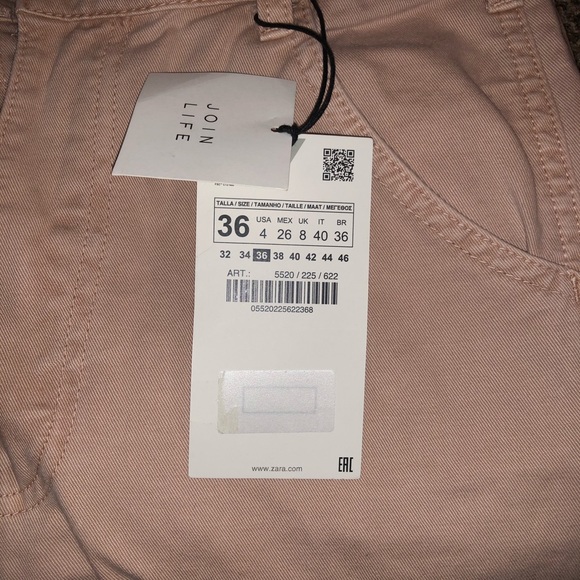 JOIN
LIFE
TALLA / SIZE / TAMANHO / TAILLE / MAAT / ΜΕΓΕΘΟΣ
36 USA MEX UK IT BR
4 26 8 40 36
32 34 36 38 40 42 44 46
ART.: 5520 / 225 / 622
05520225622368
www.zara.com
EAC